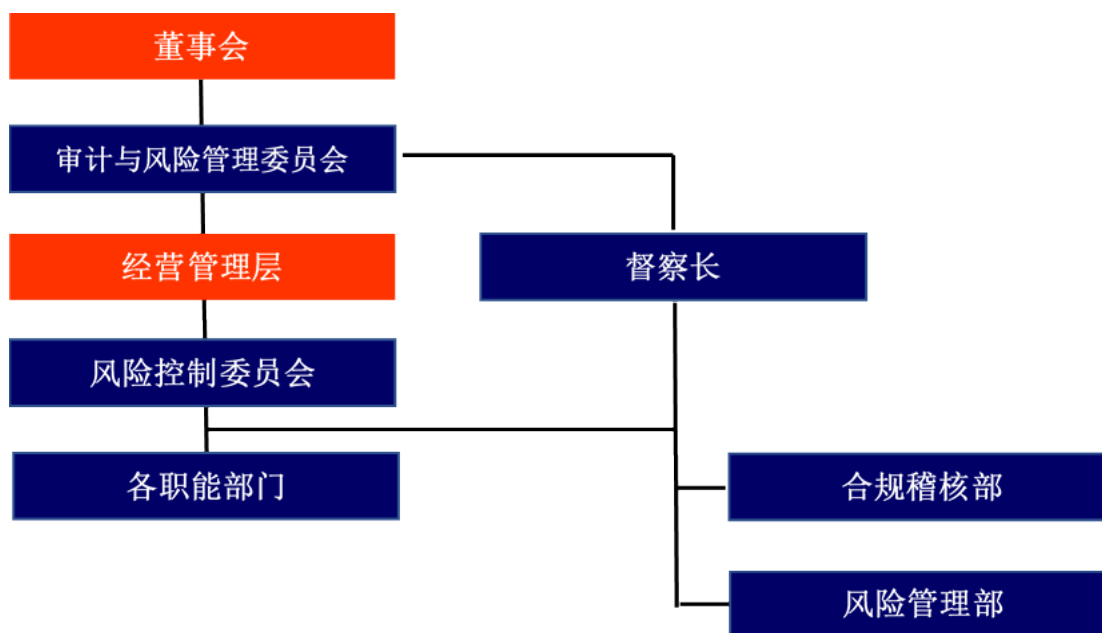 董事会
审计与风险管理委员会
经营管理层
督察长
风险控制委员会
各职能部门
合规稽核部
风险管理部